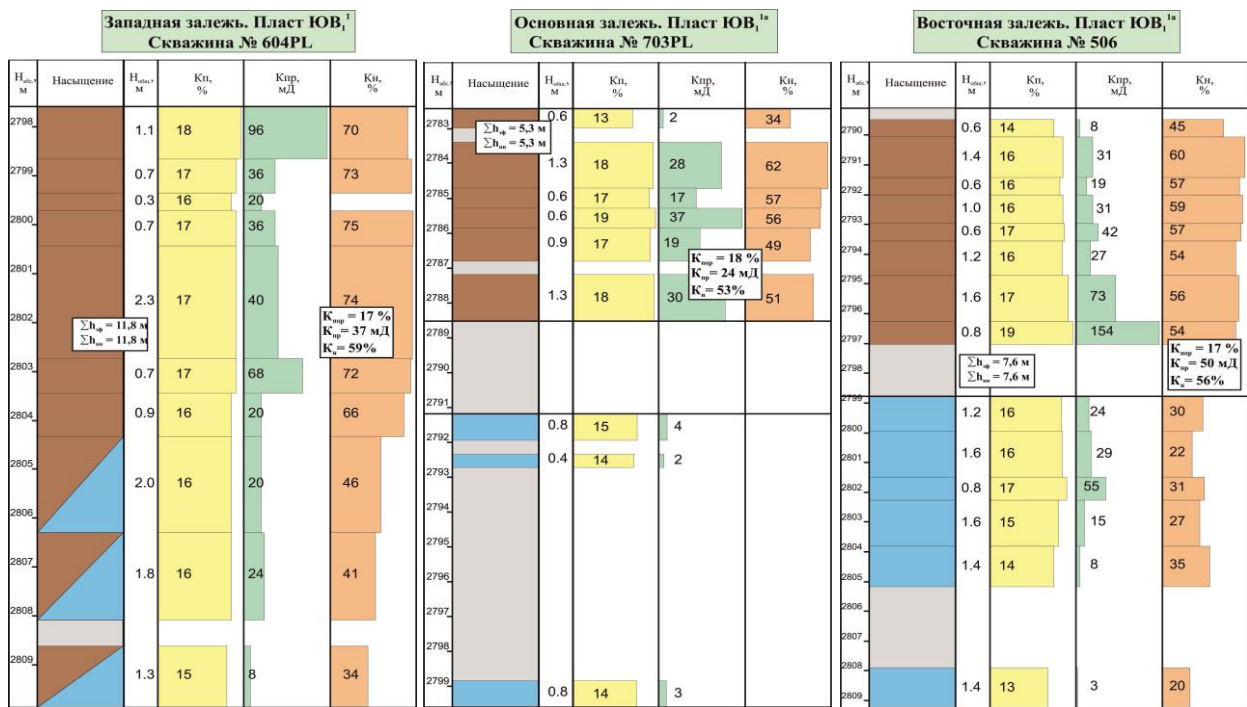 Западная залежь. Пласт ЮВ₁¹
Скважина № 604PL
Hабс., м Насыщение Hобщ., м Кп, % Кпр, мД Кн, %
2798 1.1 18 96 70
2799 0.7 17 36 73
0.3 16 20
2800 0.7 17 36 75
2801
2.3 17 40 74
2802
∑hэф = 11,8 м
∑hнн = 11,8 м
Кпор = 17 %
Кпр = 37 мД
Кн = 59%
2803 0.7 17 68 72
2804 0.9 16 20 66
2805 2.0 16 20 46
2806
2807 1.8 16 24 41
2808
2809 1.3 15 8 34
Основная залежь. Пласт ЮВ₁¹ᵃ
Скважина № 703PL
Hабс., м Насыщение Hобщ., м Кп, % Кпр, мД Кн, %
2783 0.6 13 2 34
∑hэф = 5,3 м
∑hнн = 5,3 м
2784 1.3 18 28 62
2785 0.6 17 17 57
0.6 19 37 56
2786 0.9 17 19 49
2787
Кпор = 18 %
Кпр = 24 мД
Кн = 53%
2788 1.3 18 30 51
2789
2790
2791
2792 0.8 15 4
0.4 14 2
2793
2794
2795
2796
2797
2798
2799 0.8 14 3
Восточная залежь. Пласт ЮВ₁¹ᵃ
Скважина № 506
Hабс., м Насыщение Hобщ., м Кп, % Кпр, мД Кн, %
2790 0.6 14 8 45
2791 1.4 16 31 60
2792 0.6 16 19 57
1.0 16 31 59
2793 0.6 17 42 57
2794 1.2 16 27 54
2795 1.6 17 73 56
2796
2797 0.8 19 154 54
2798
∑hэф = 7,6 м
∑hнн = 7,6 м
Кпор = 17 %
Кпр = 50 мД
Кн = 56%
2799 1.2 16 24 30
2800
2801 1.6 16 29 22
2802 0.8 17 55 31
2803 1.6 15 15 27
2804 1.4 14 8 35
2805
2806
2807
2808
2809 1.4 13 3 20